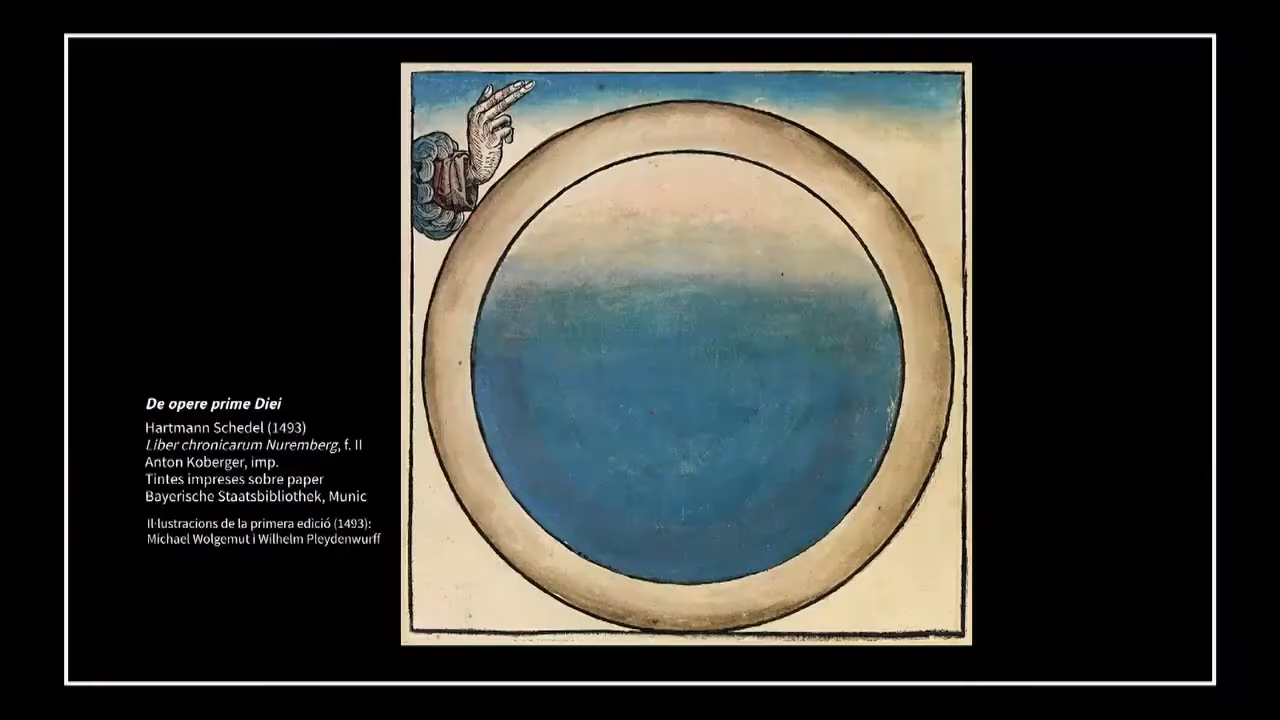 De opere prime Diei
Hartmann Schedel (1493)
Liber chronicarum Nuremberg, f. II
Anton Koberger, imp.
Tintes impreses sobre paper
Bayerische Staatsbibliothek, Munic
Il·lustracions de la primera edició (1493):
Michael Wolgemut i Wilhelm Pleydenwurff